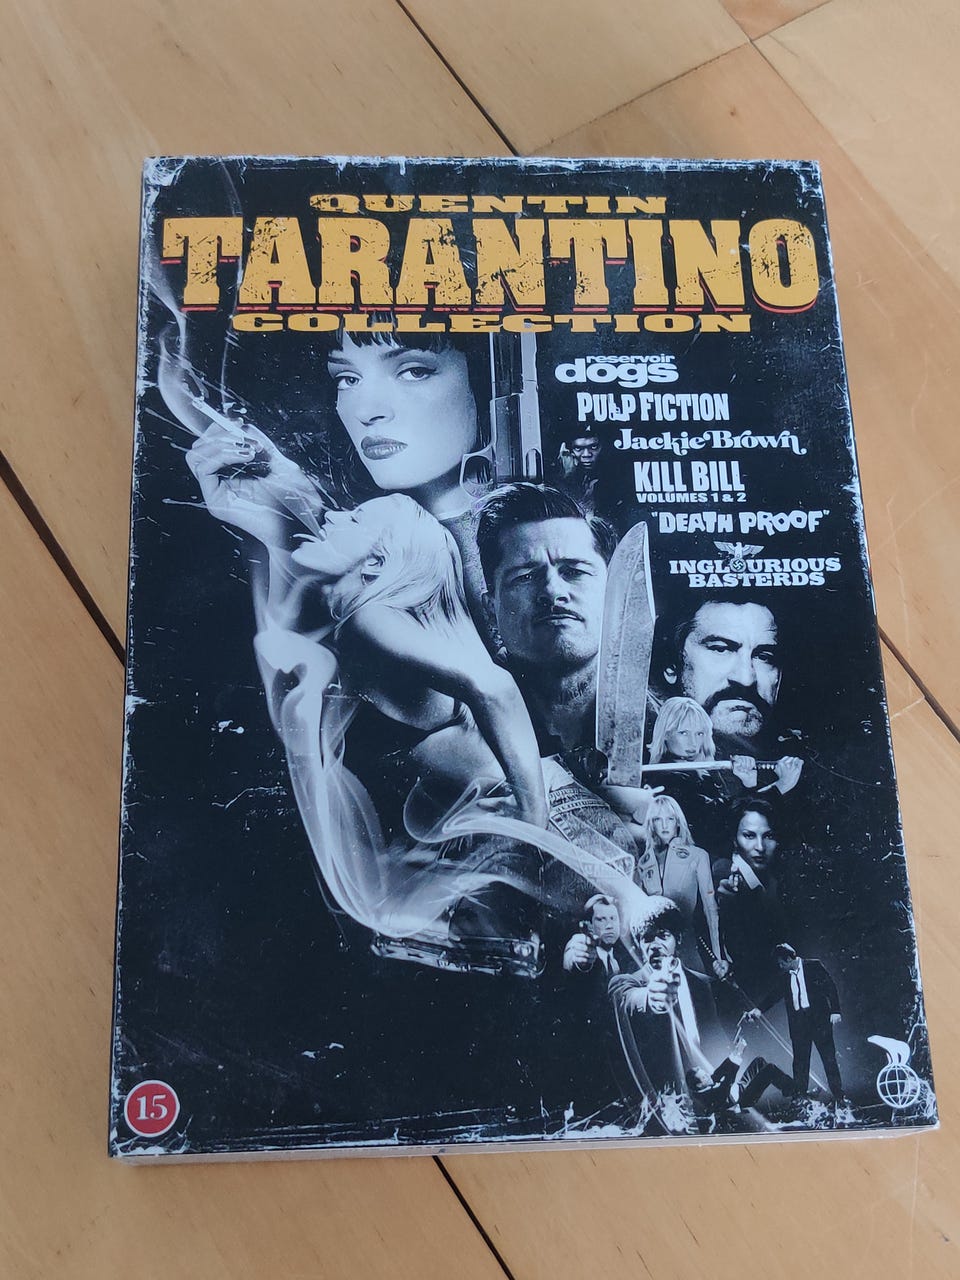 QUENTIN
TARANTINO
COLLECTION
reservoir
dogs
PULP FICTION
Jackie Brown
KILL BILL
VOLUMES 1 & 2
"DEATH PROOF"
INGLOURIOUS
BASTERDS
15